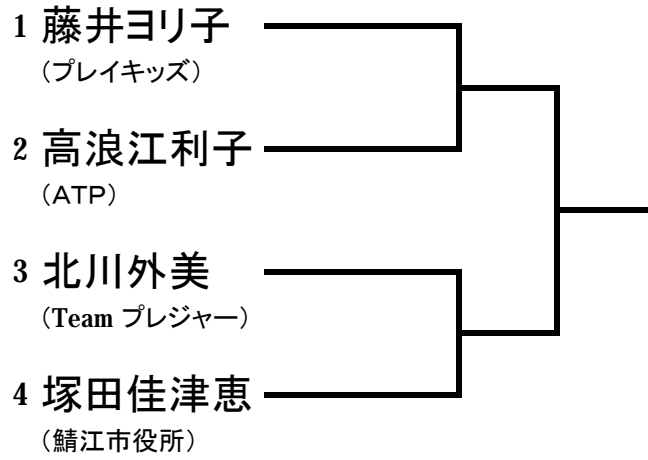 1 藤井ヨリ子
（プレイキッズ）
2 高浪江利子
（ATP）
3 北川外美
（Team プレジャー）
4 塚田佳津恵
（鯖江市役所）